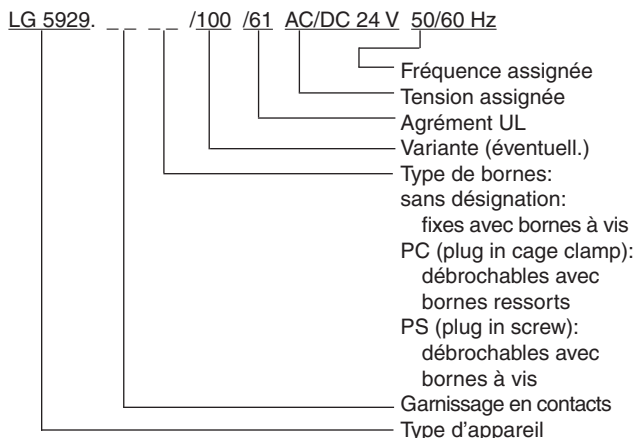 LG 5929. _ _ _ _ /100 /61 AC/DC 24 V 50/60 Hz
Fréquence assignée
Tension assignée
Agrément UL
Variante (éventuell.)
Type de bornes:
sans désignation:
fixes avec bornes à vis
PC (plug in cage clamp):
débrochables avec
bornes ressorts
PS (plug in screw):
débrochables avec
bornes à vis
Garnissage en contacts
Type d'appareil